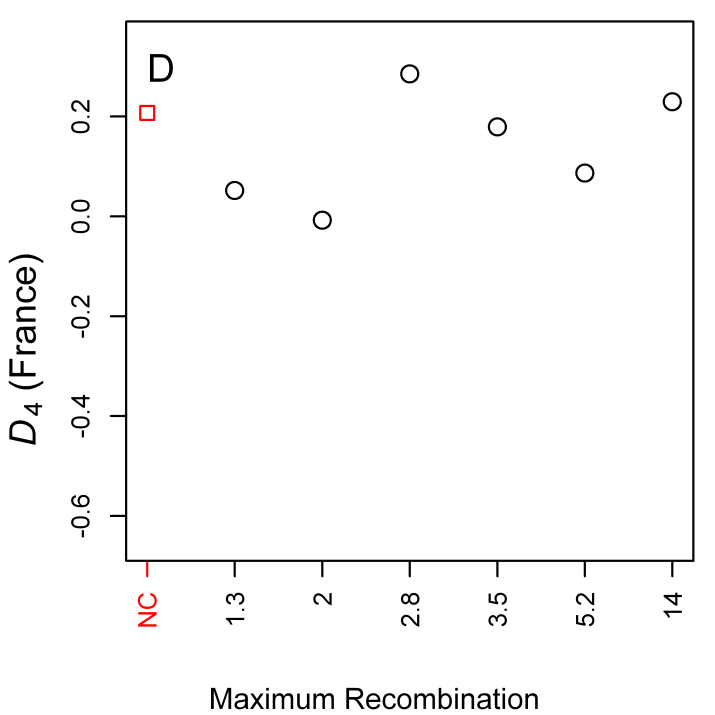 D
0.2
0.0
-0.2
-0.4
-0.6
D4 (France)
NC 1.3 2 2.8 3.5 5.2 14
Maximum Recombination